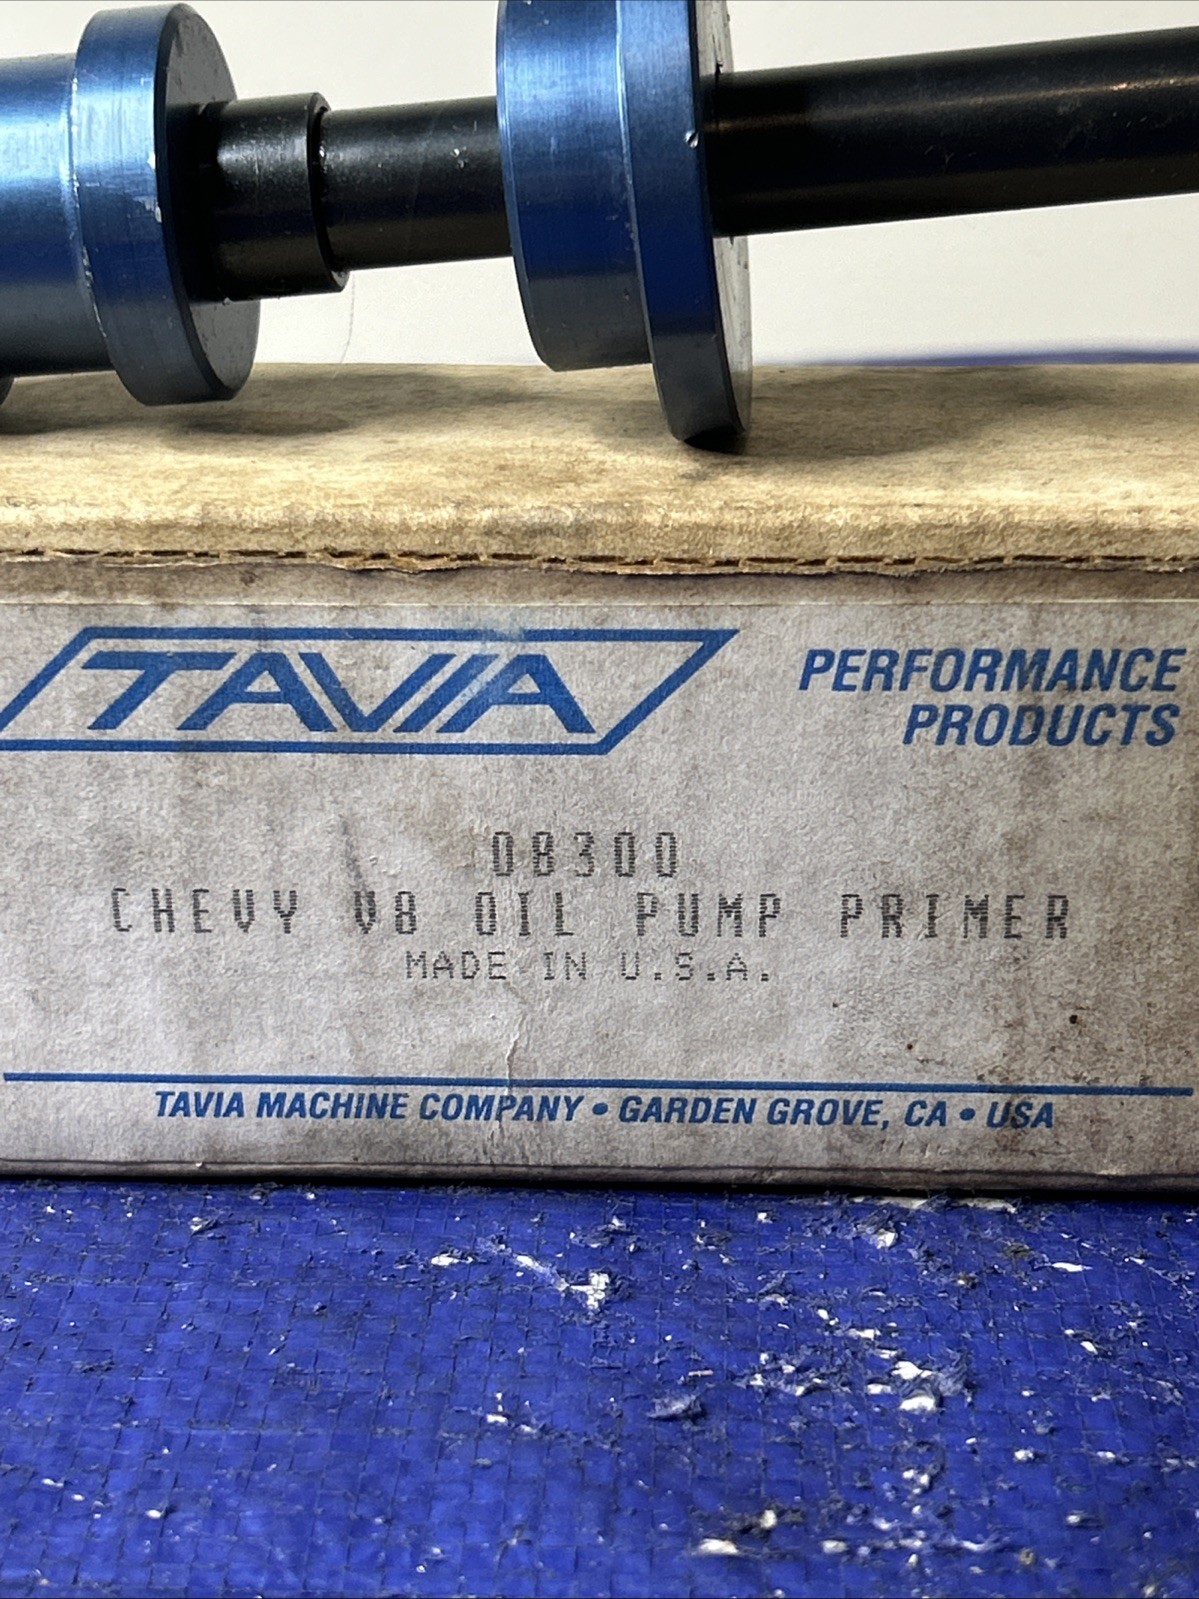 TAVIA
PERFORMANCE
PRODUCTS
08300
CHEVY V8 OIL PUMP PRIMER
MADE IN U.S.A.
TAVIA MACHINE COMPANY • GARDEN GROVE, CA • USA